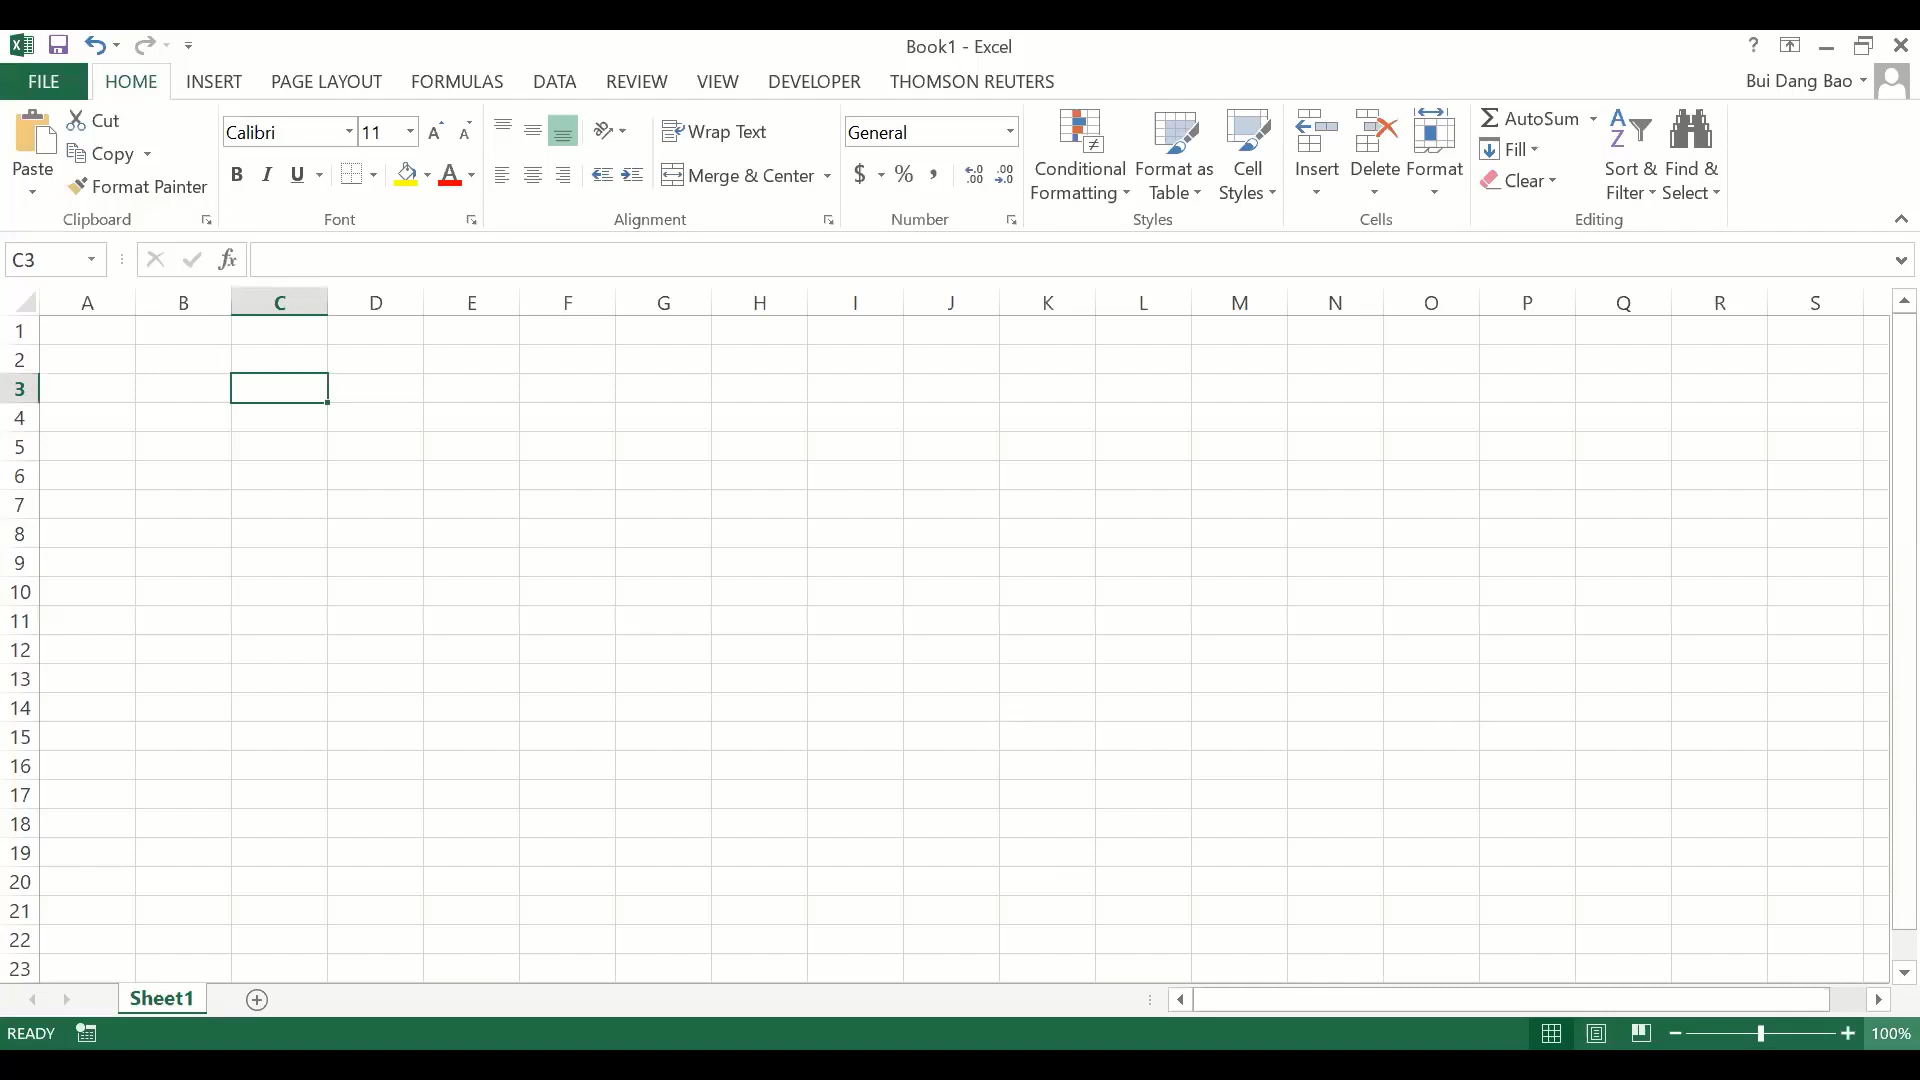 Book1 - Excel
FILE HOME INSERT PAGE LAYOUT FORMULAS DATA REVIEW VIEW DEVELOPER THOMSON REUTERS Bui Dang Bao
Paste
Cut
Copy
Format Painter
Clipboard
Calibri 11
B I U A
Font
Wrap Text
Merge & Center
Alignment
General
$ % ,
Number
Conditional Formatting
Format as Table
Cell Styles
Styles
Insert
Delete
Format
Cells
AutoSum
Fill
Clear
Sort & Filter
Find & Select
Editing
C3 fx
A B C D E F G H I J K L M N O P Q R S
1
2
3
4
5
6
7
8
9
10
11
12
13
14
15
16
17
18
19
20
21
22
23
Sheet1
READY 100%